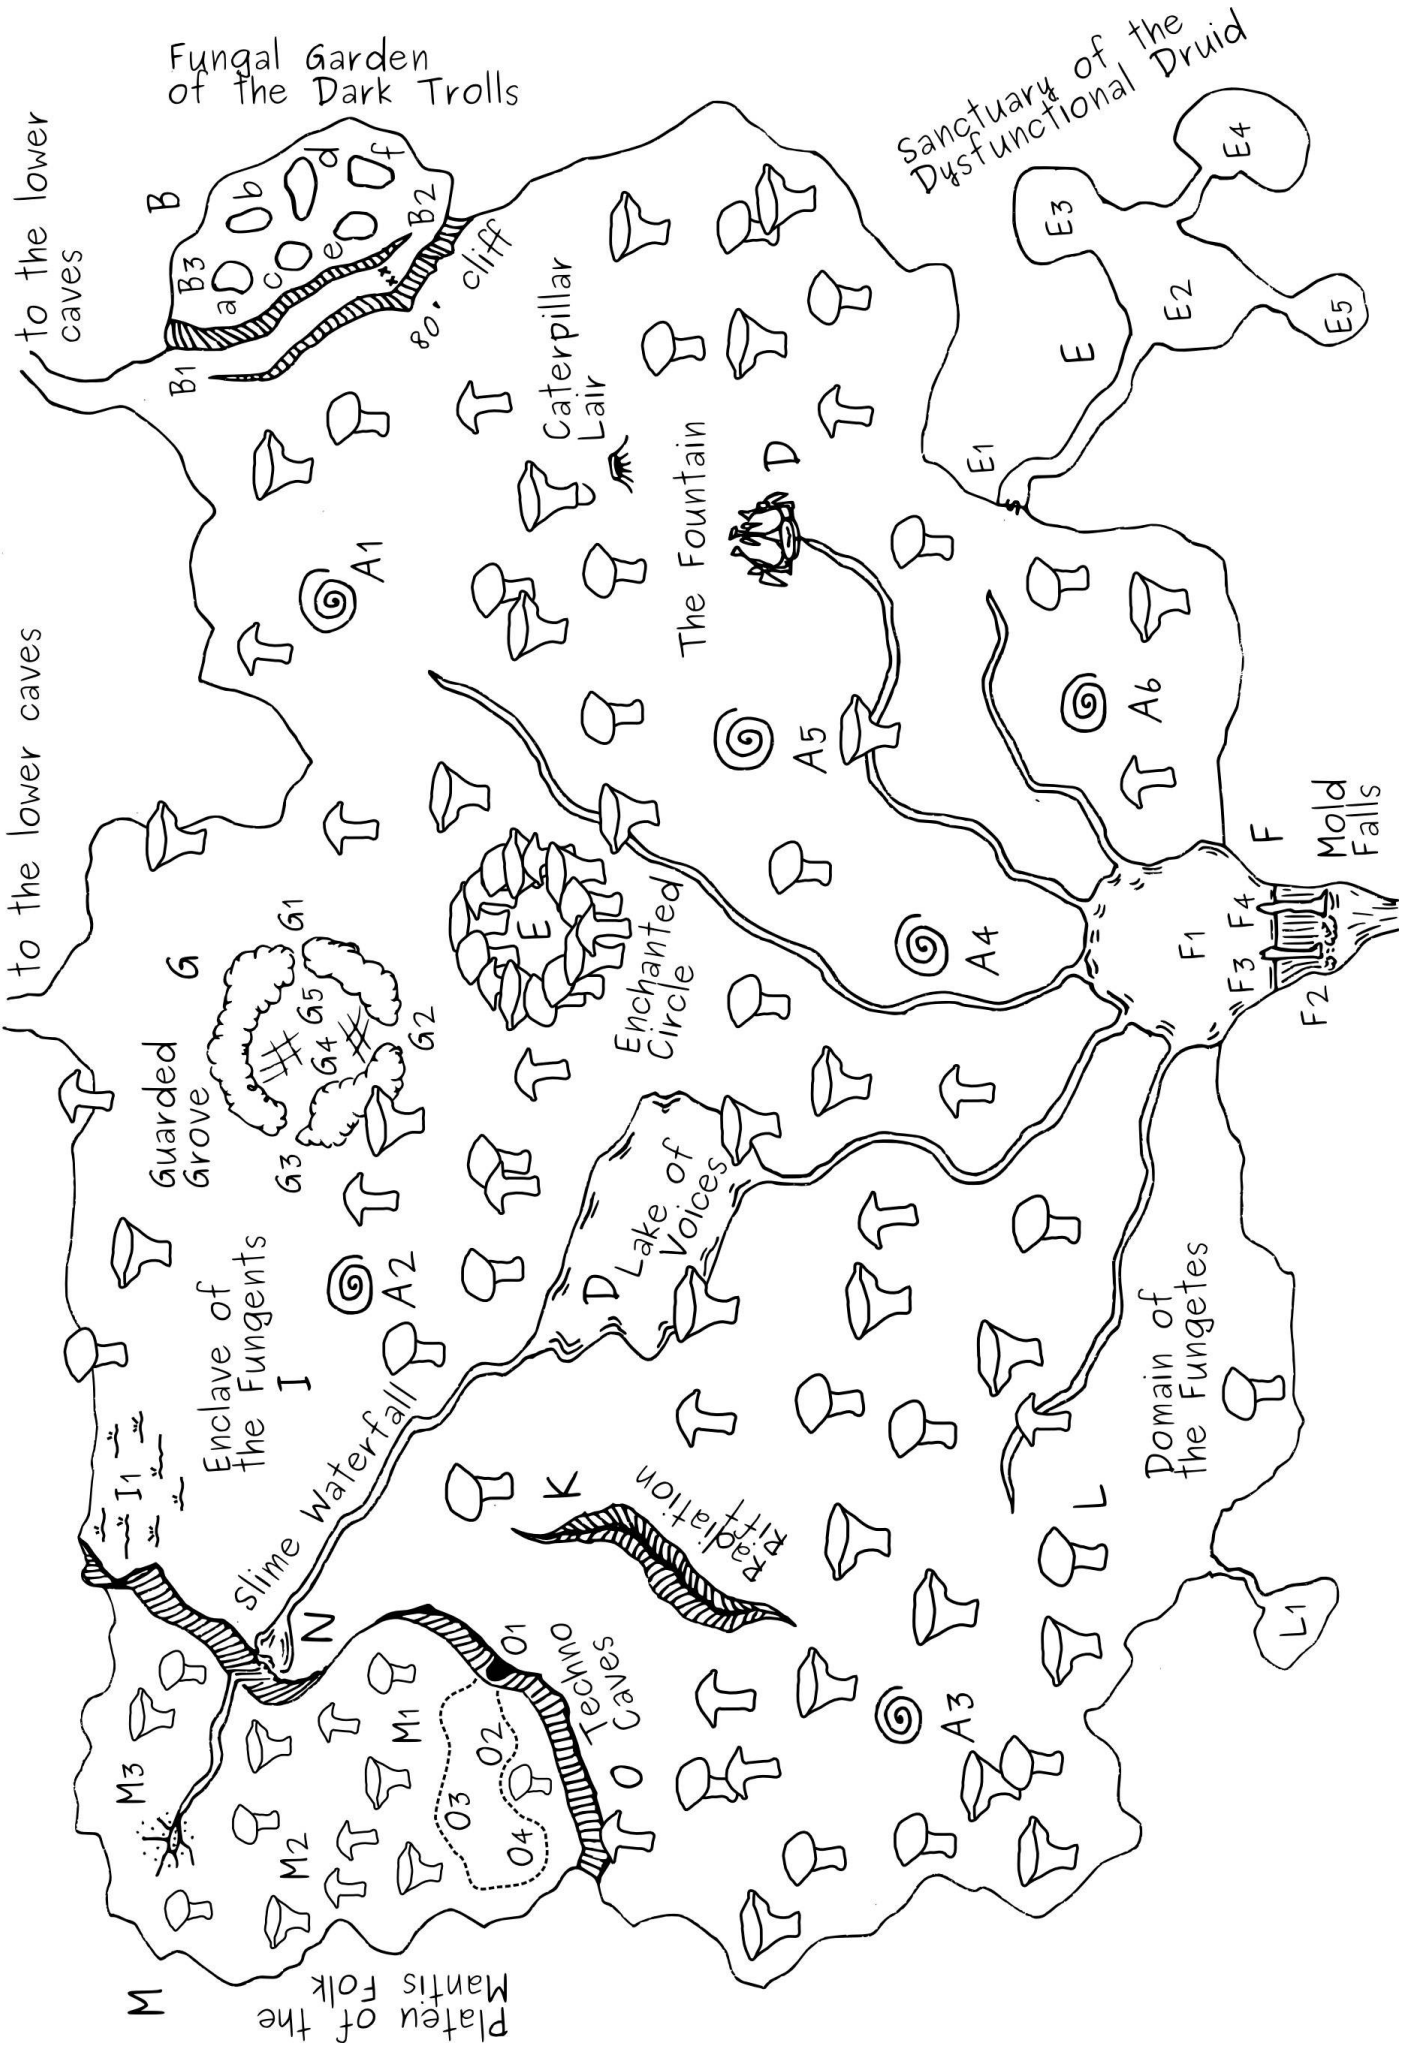 Fungal Garden
of the Dark Trolls
to the lower
caves
B
B1
B2
B3
a
b
c
d
e
f
80'
cliff
Sanctuary of the
Dysfunctional Druid
E
E1
E2
E3
E4
E5
Caterpillar
Lair
The Fountain
D
A1
to the lower caves
A5
A6
A4
E
Enchanted
Circle
G
G1
G2
G3
G4
G5
Guarded
Grove
F
Mold
Falls
F1
F2
F3
F4
Lake of
Voices
D
A2
Enclave of
the Fungents
I
I1
Slime Waterfall
N
K
Radiation
Rift
Domain of
the Fungetes
L
L1
A3
Techno
Caves
O
O1
O2
O3
O4
M1
M2
M3
M
Plateu of the
Mantis Folk